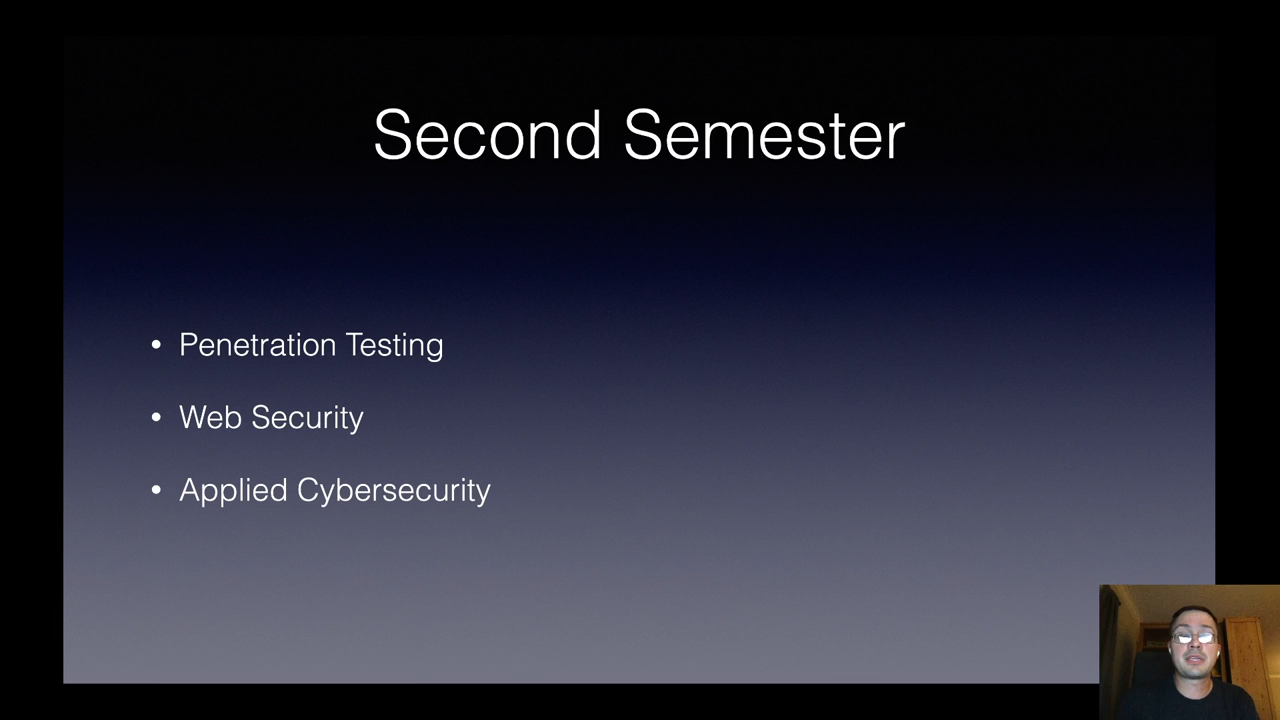 Second Semester
• Penetration Testing
• Web Security
• Applied Cybersecurity